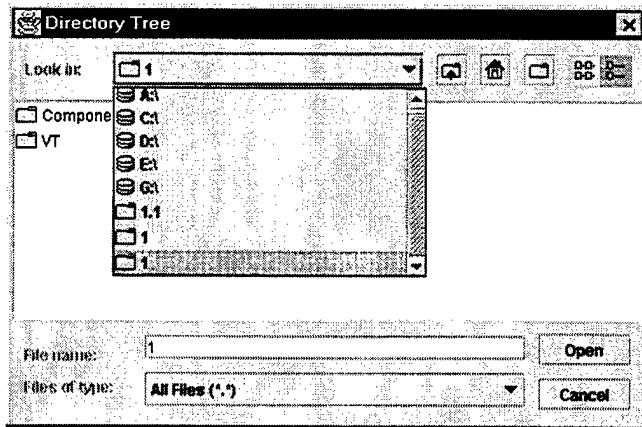 Directory Tree
Look in:
1
A:\
Compone
C:\
VT
D:\
E:\
G:\
1.1
1
1
File name:
1
Open
Files of type:
All Files (*.*)
Cancel